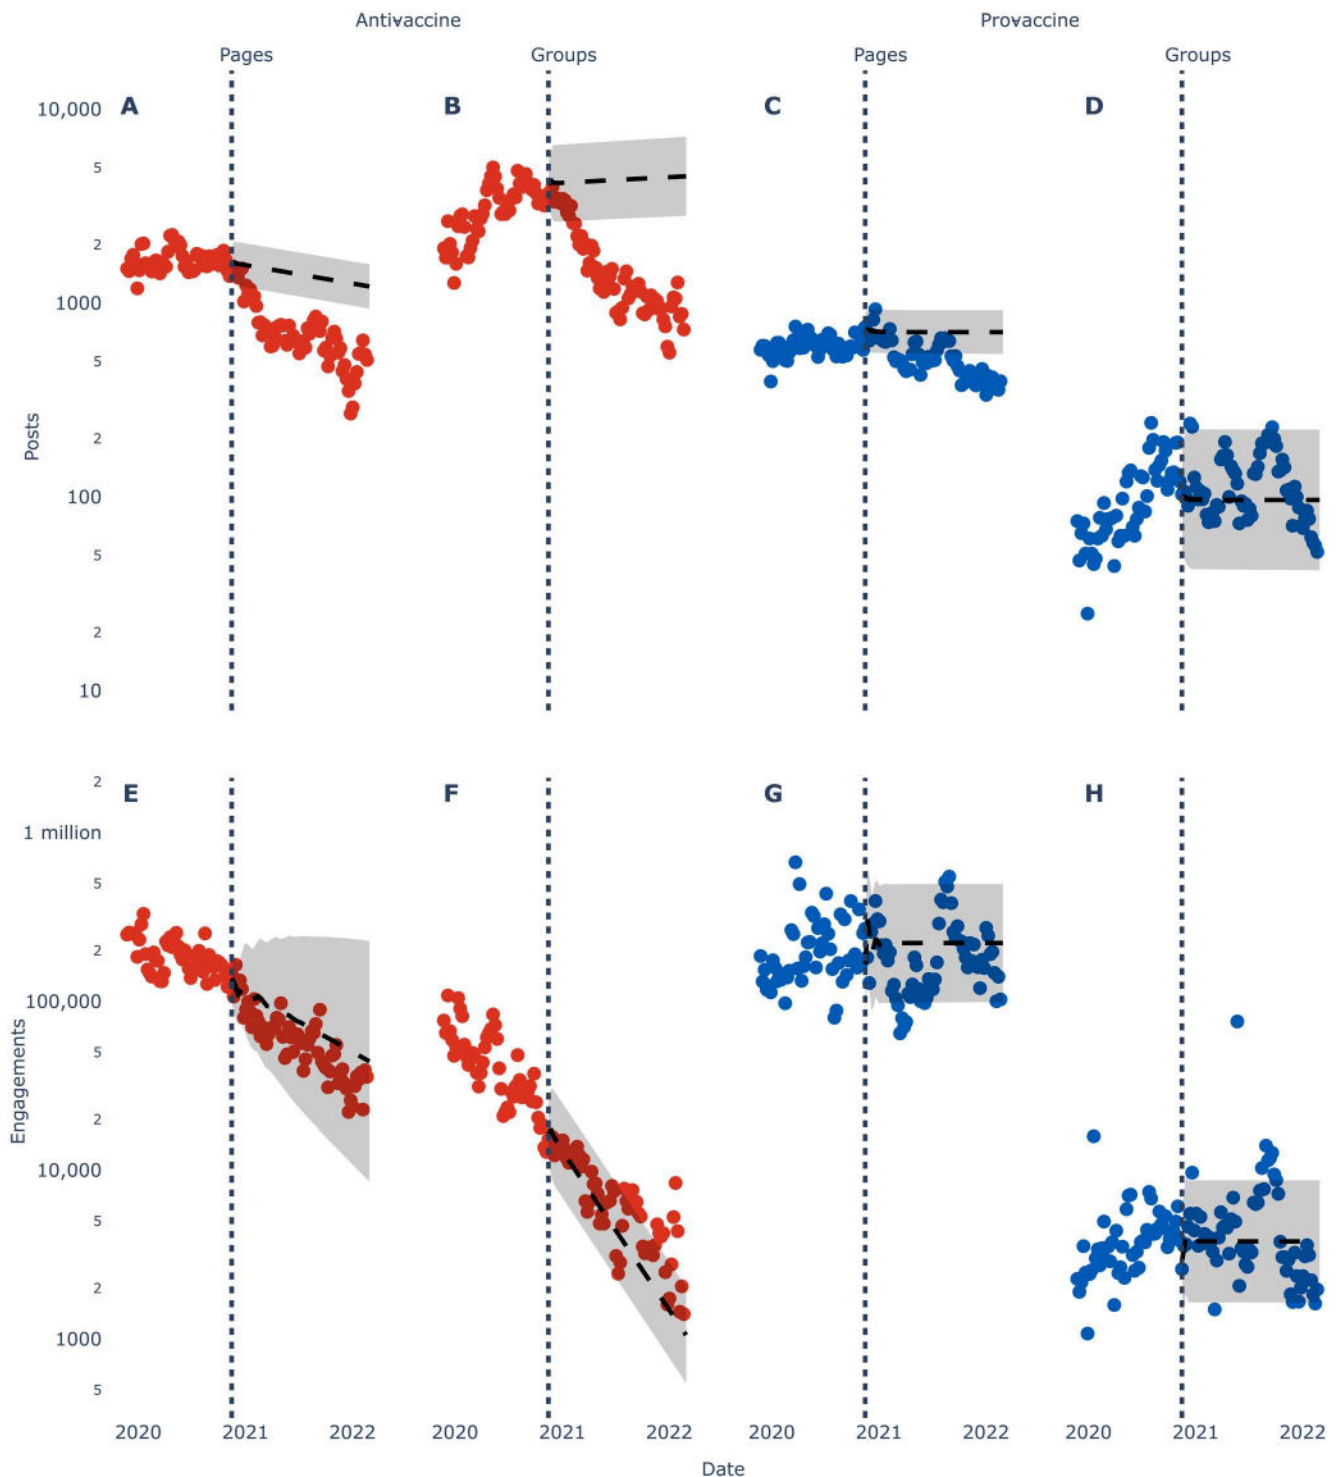 Antivaccine Provaccine
Pages Groups Pages Groups
A B C D
10,000
5
2
1000
5
2
100
5
2
10
Posts
E F G H
2
1 million
5
2
100,000
5
2
10,000
5
2
1000
5
Engagements
2020 2021 2022 2020 2021 2022 2020 2021 2022 2020 2021 2022
Date